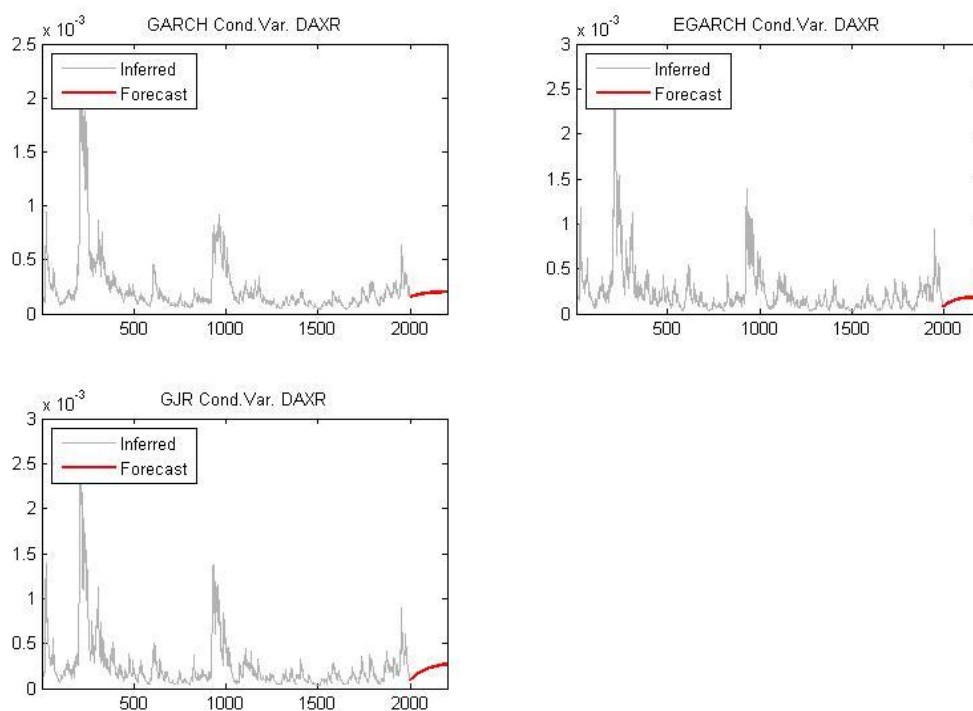 GARCH Cond.Var. DAXR
x 10-3
2.5
2
1.5
1
0.5
0
500
1000
1500
2000
Inferred
Forecast
EGARCH Cond.Var. DAXR
x 10-3
3
2.5
2
1.5
1
0.5
0
500
1000
1500
2000
Inferred
Forecast
GJR Cond.Var. DAXR
x 10-3
3
2.5
2
1.5
1
0.5
0
500
1000
1500
2000
Inferred
Forecast